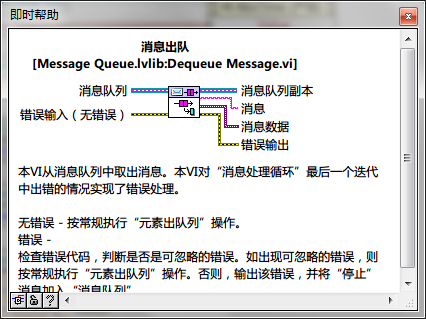 即时帮助
消息出队
[Message Queue.lvlib:Dequeue Message.vi]
消息队列
消息队列副本
消息
错误输入（无错误）
消息数据
错误输出
本VI从消息队列中取出消息。本VI对“消息处理循环”最后一个迭代
中出错的情况实现了错误处理。
无错误 - 按常规执行“元素出队列”操作。
错误 -
检查错误代码，判断是否是可忽略的错误。如出现可忽略的错误，则
按常规执行“元素出队列”操作。否则，输出该错误，并将“停止”
消息加入“消息队列”